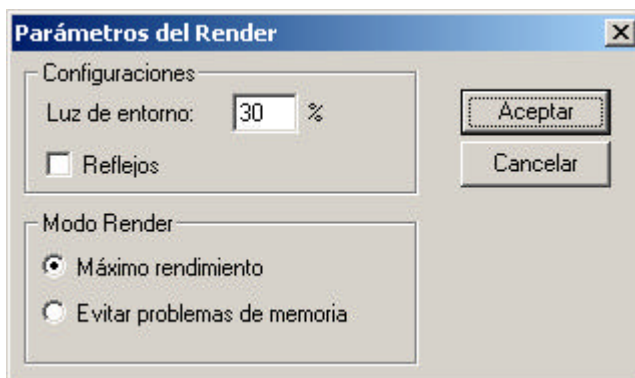 Parámetros del Render
Configuraciones
Luz de entorno: 30 %
Reflejos
Aceptar
Cancelar
Modo Render
Máximo rendimiento
Evitar problemas de memoria